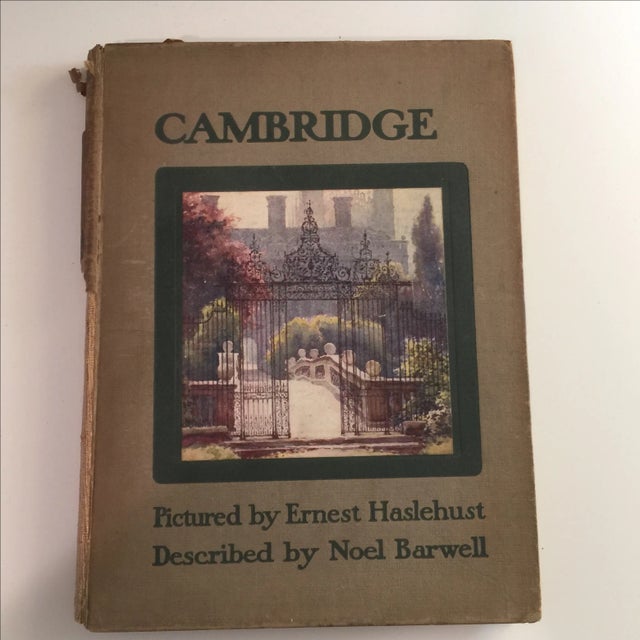 CAMBRIDGE
Pictured by Ernest Haslehust
Described by Noel Barwell